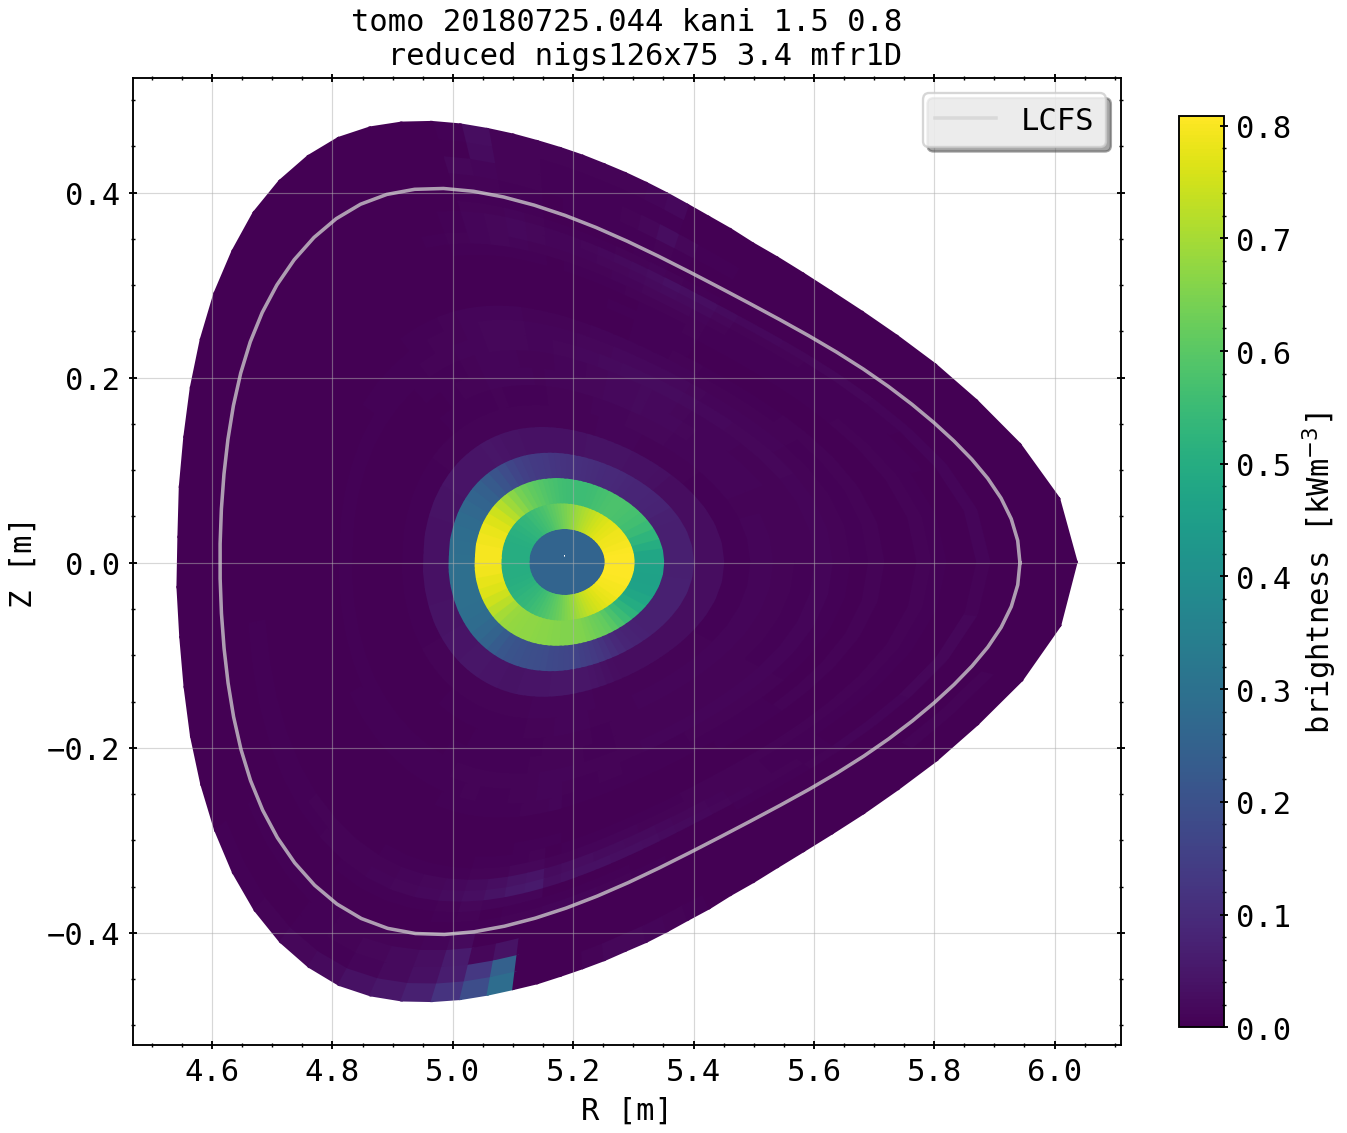 tomo 20180725.044 kani 1.5 0.8
reduced nigs126x75 3.4 mfr1D
LCFS
0.4
0.2
0.0
−0.2
−0.4
Z [m]
4.6 4.8 5.0 5.2 5.4 5.6 5.8 6.0
R [m]
0.8
0.7
0.6
0.5
0.4
0.3
0.2
0.1
0.0
brightness [kWm⁻³]